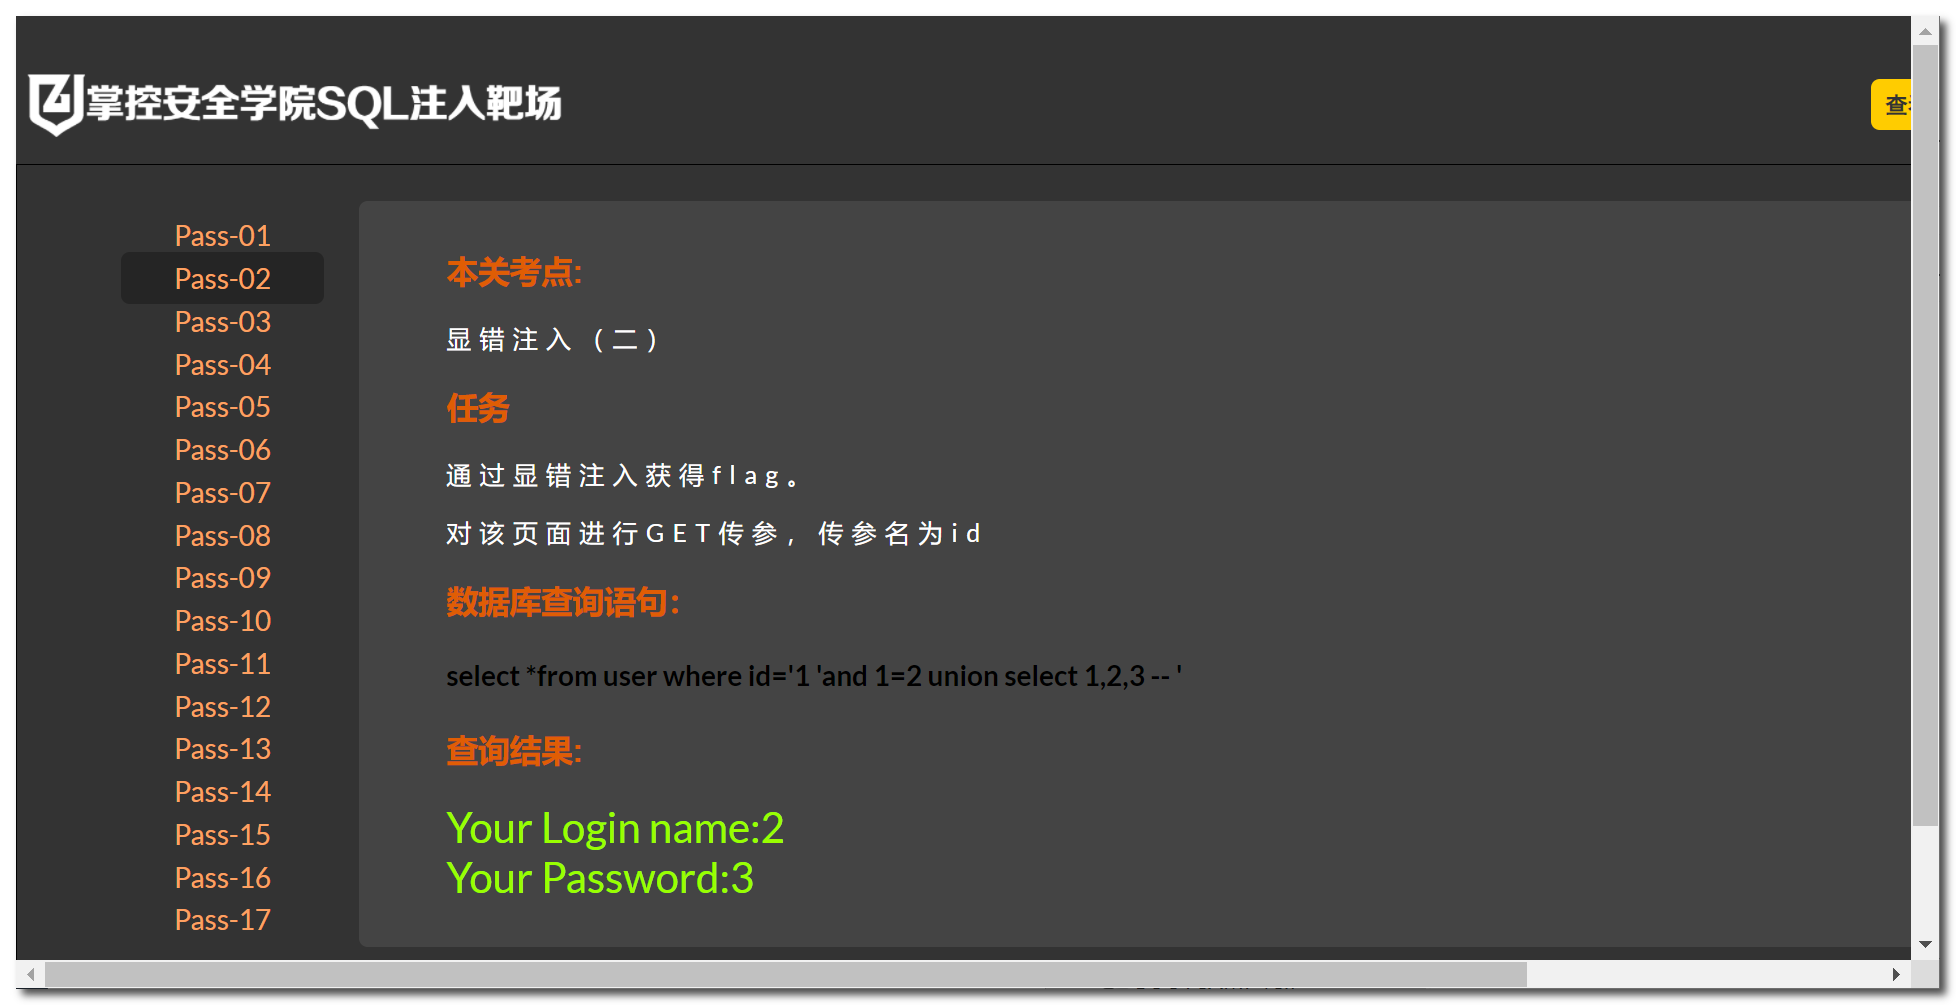 掌控安全学院SQL注入靶场
查
Pass-01
Pass-02
Pass-03
Pass-04
Pass-05
Pass-06
Pass-07
Pass-08
Pass-09
Pass-10
Pass-11
Pass-12
Pass-13
Pass-14
Pass-15
Pass-16
Pass-17
本关考点:
显错注入（二）
任务
通过显错注入获得flag。
对该页面进行GET传参，传参名为id
数据库查询语句：
select *from user where id='1 'and 1=2 union select 1,2,3 -- '
查询结果:
Your Login name:2
Your Password:3